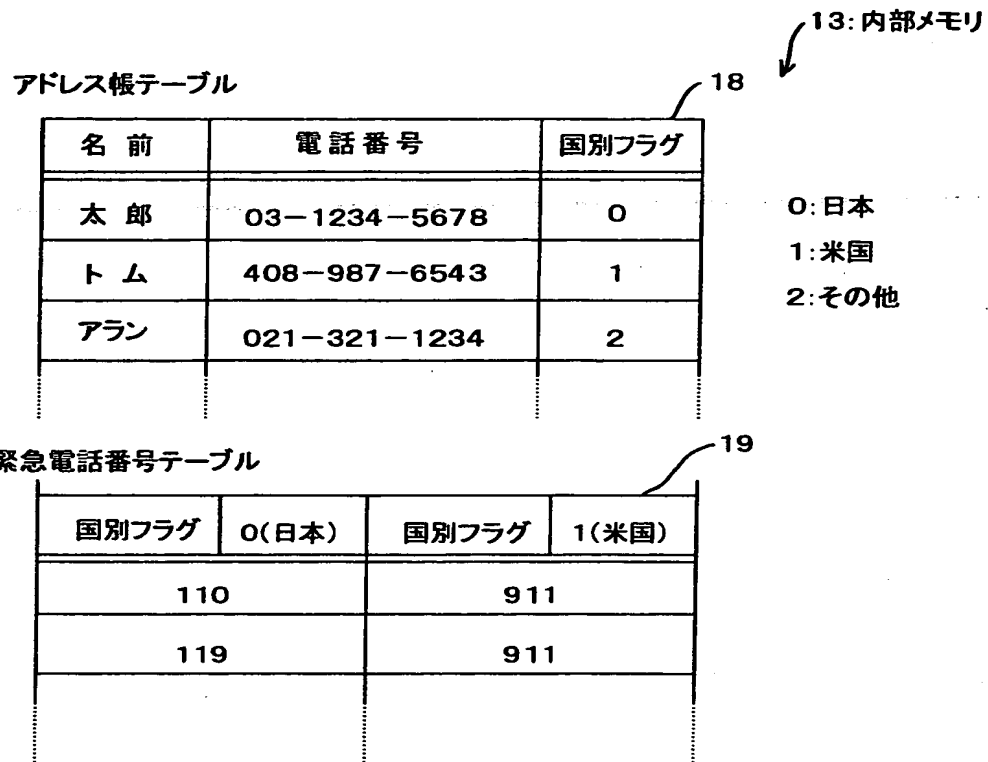 13:内部メモリ
アドレス帳テーブル
18
名前 電話番号 国別フラグ
太郎 03-1234-5678 0
トム 408-987-6543 1
アラン 021-321-1234 2
0:日本
1:米国
2:その他
緊急電話番号テーブル
19
国別フラグ 0(日本) 国別フラグ 1(米国)
110 911
119 911